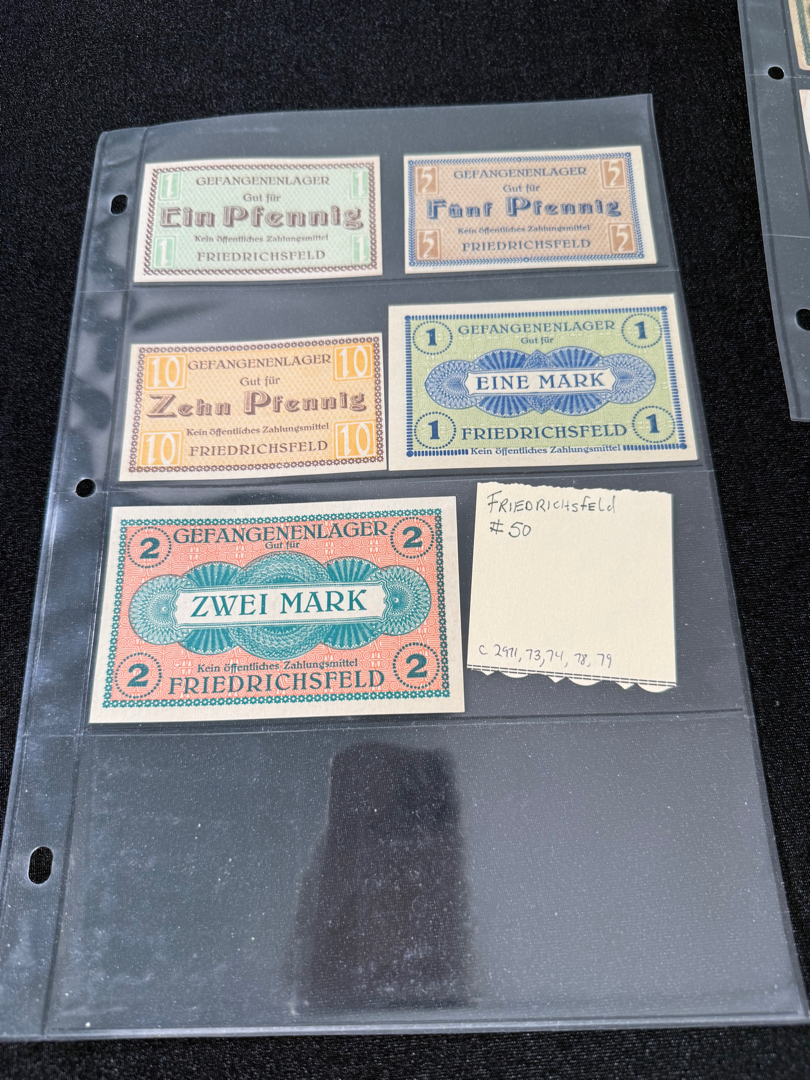 1 1
GEFANGENENLAGER
Gut für
Ein Pfennig
Kein öffentliches Zahlungsmittel
FRIEDRICHSFELD
1 1
5 5
GEFANGENENLAGER
Gut für
Fünf Pfennig
Kein öffentliches Zahlungsmittel
FRIEDRICHSFELD
5 5
10 10
GEFANGENENLAGER
Gut für
Zehn Pfennig
Kein öffentliches Zahlungsmittel
FRIEDRICHSFELD
10 10
1 1
GEFANGENENLAGER
Gut für
EINE MARK
1 FRIEDRICHSFELD 1
Kein öffentliches Zahlungsmittel
2 GEFANGENENLAGER 2
Gut für
ZWEI MARK
Kein öffentliches Zahlungsmittel
2 FRIEDRICHSFELD 2
FRIEDRICHSfeld
#50
C 2971, 73, 74, 78, 79